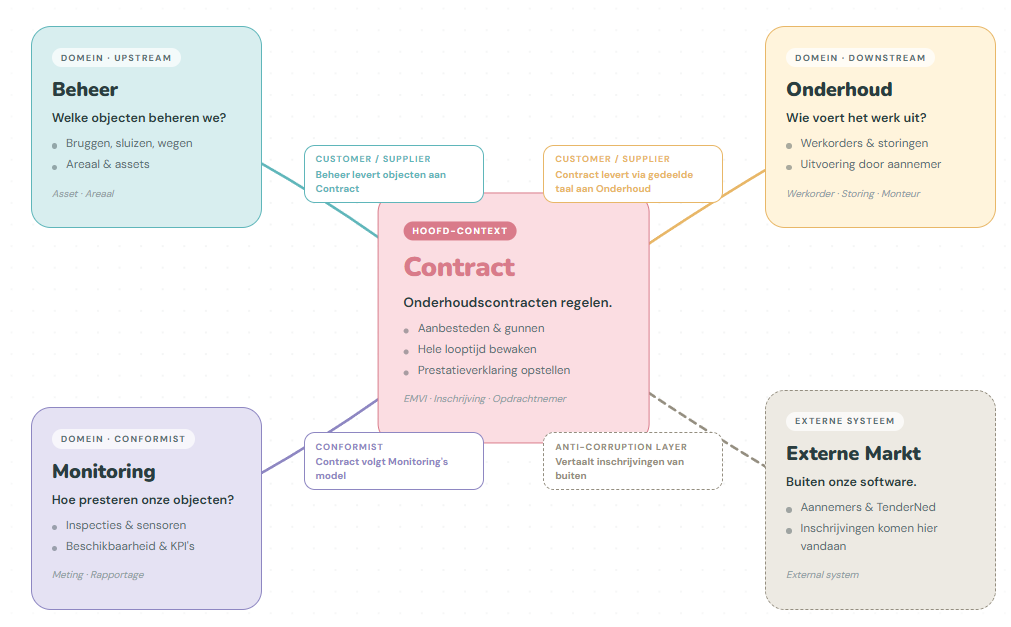 DOMEIN · UPSTREAM
Beheer
Welke objecten beheren we?
Bruggen, sluizen, wegen
Areaal & assets
Asset · Areaal
DOMEIN · DOWNSTREAM
Onderhoud
Wie voert het werk uit?
Werkorders & storingen
Uitvoering door aannemer
Werkorder · Storing · Monteur
CUSTOMER / SUPPLIER
Beheer levert objecten aan
Contract
CUSTOMER / SUPPLIER
Contract levert via gedeelde
taal aan Onderhoud
HOOFD-CONTEXT
Contract
Onderhoudscontracten regelen.
Aanbesteden & gunnen
Hele looptijd bewaken
Prestatieverklaring opstellen
EMVI · Inschrijving · Opdrachtnemer
CONFORMIST
Contract volgt Monitoring's
model
ANTI-CORRUPTION LAYER
Vertaalt inschrijvingen van
buiten
DOMEIN · CONFORMIST
Monitoring
Hoe presteren onze objecten?
Inspecties & sensoren
Beschikbaarheid & KPI's
Meting · Rapportage
EXTERNE SYSTEEM
Externe Markt
Buiten onze software.
Aannemers & TenderNed
Inschrijvingen komen hier
vandaan
External system